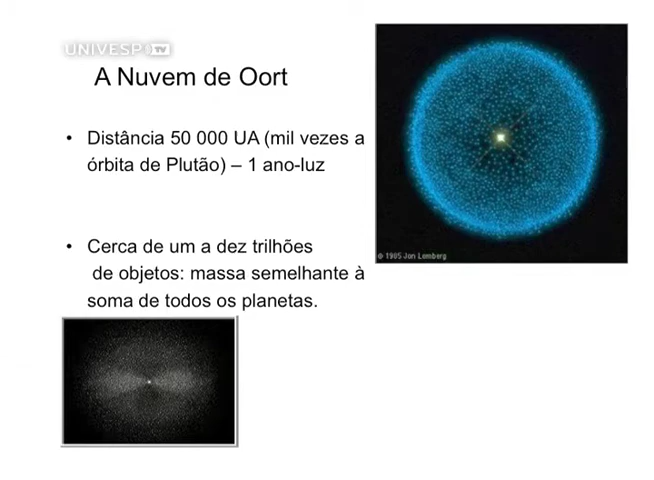 UNIVESP TV
A Nuvem de Oort
• Distância 50 000 UA (mil vezes a
órbita de Plutão) – 1 ano-luz
• Cerca de um a dez trilhões
de objetos: massa semelhante à
soma de todos os planetas.
© 1985 Jon Lomberg